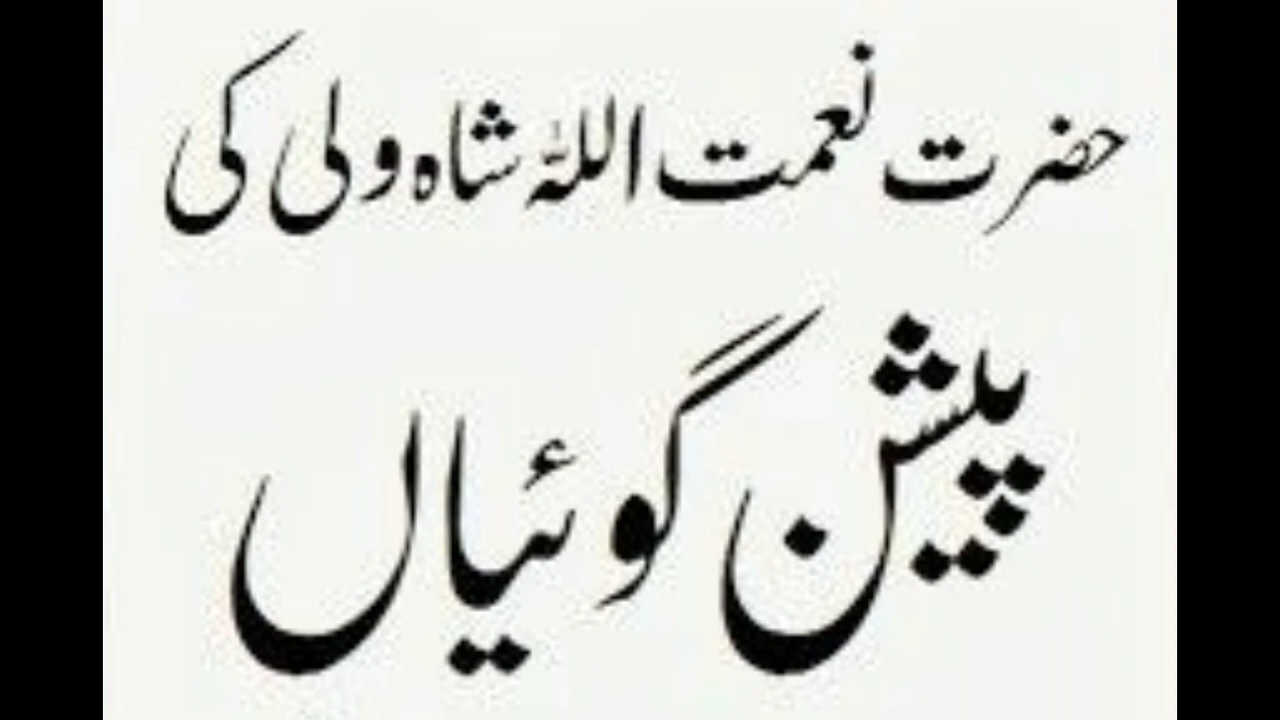 حضرت نعمت اللہ شاہ ولی کی
پیشن گوئیاں